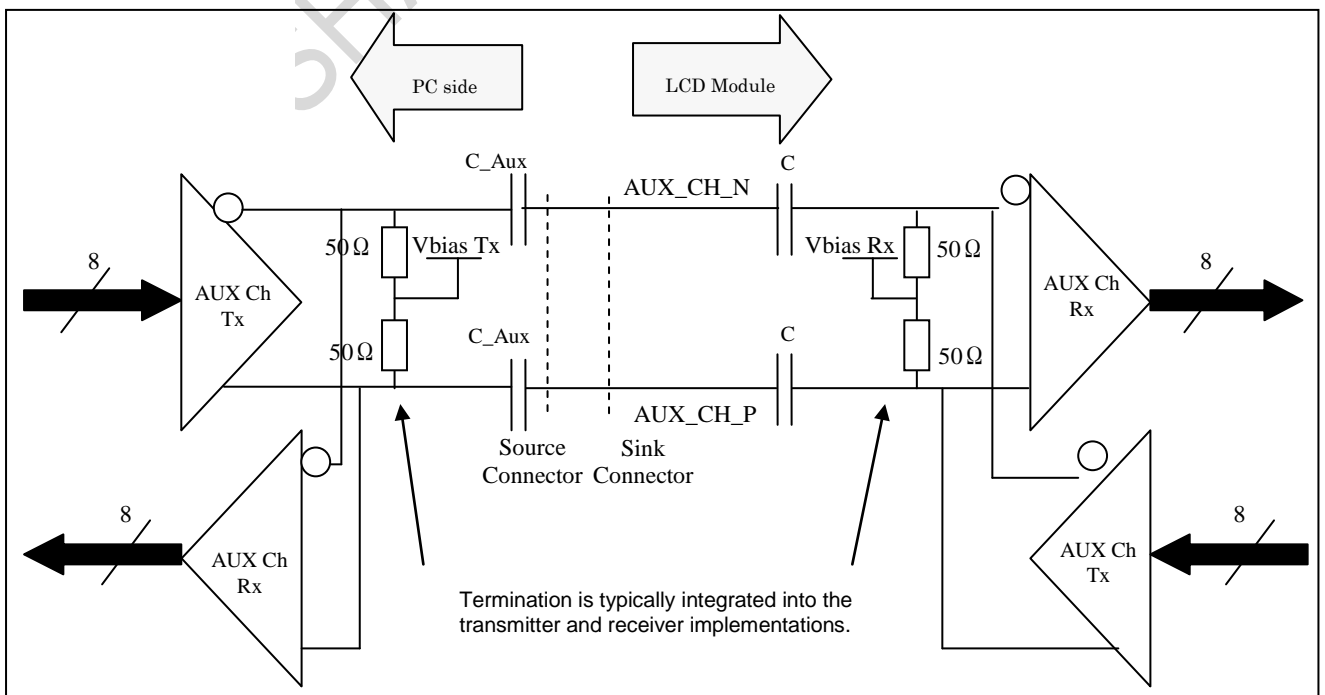 PC side
LCD Module
C_Aux
C
AUX_CH_N
50Ω
Vbias Tx
Vbias Rx
50Ω
8
AUX Ch
Tx
AUX Ch
Rx
8
50Ω
C_Aux
C
50Ω
AUX_CH_P
Source
Connector
Sink
Connector
8
AUX Ch
Rx
8
AUX Ch
Tx
Termination is typically integrated into the
transmitter and receiver implementations.